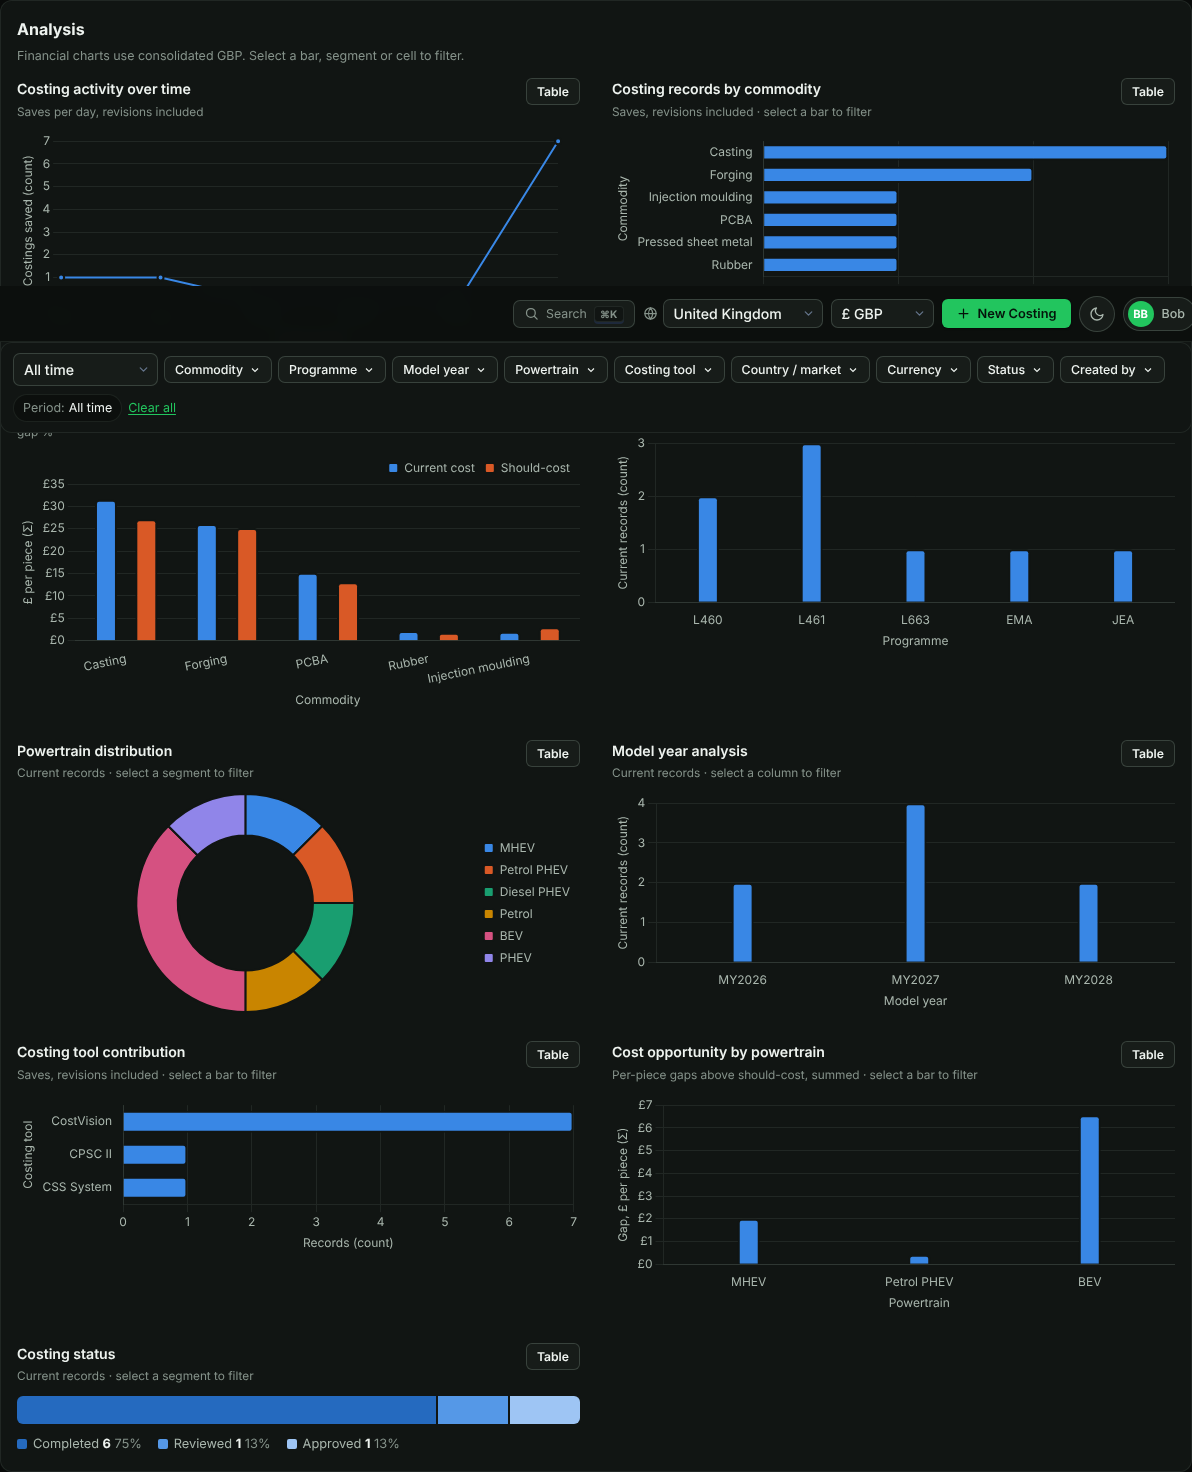 Analysis
Financial charts use consolidated GBP. Select a bar, segment or cell to filter.
Costing activity over time
Table
Saves per day, revisions included
Costings saved (count)
7
6
5
4
3
2
1
Costing records by commodity
Table
Saves, revisions included · select a bar to filter
Commodity
Casting
Forging
Injection moulding
PCBA
Pressed sheet metal
Rubber
Search ⌘K
United Kingdom
£ GBP
+ New Costing
BB Bob
All time
Commodity
Programme
Model year
Powertrain
Costing tool
Country / market
Currency
Status
Created by
Period: All time
Clear all
gap %
Current cost
Should-cost
£ per piece (Σ)
£35
£30
£25
£20
£15
£10
£5
£0
Casting
Forging
PCBA
Rubber
Injection moulding
Commodity
Current records (count)
3
2
1
0
L460
L461
L663
EMA
JEA
Programme
Powertrain distribution
Table
Current records · select a segment to filter
MHEV
Petrol PHEV
Diesel PHEV
Petrol
BEV
PHEV
Model year analysis
Table
Current records · select a column to filter
Current records (count)
4
3
2
1
0
MY2026
MY2027
MY2028
Model year
Costing tool contribution
Table
Saves, revisions included · select a bar to filter
Costing tool
CostVision
CPSC II
CSS System
0
1
2
3
4
5
6
7
Records (count)
Cost opportunity by powertrain
Table
Per-piece gaps above should-cost, summed · select a bar to filter
Gap, £ per piece (Σ)
£7
£6
£5
£4
£3
£2
£1
£0
MHEV
Petrol PHEV
BEV
Powertrain
Costing status
Table
Current records · select a segment to filter
Completed 6 75%
Reviewed 1 13%
Approved 1 13%